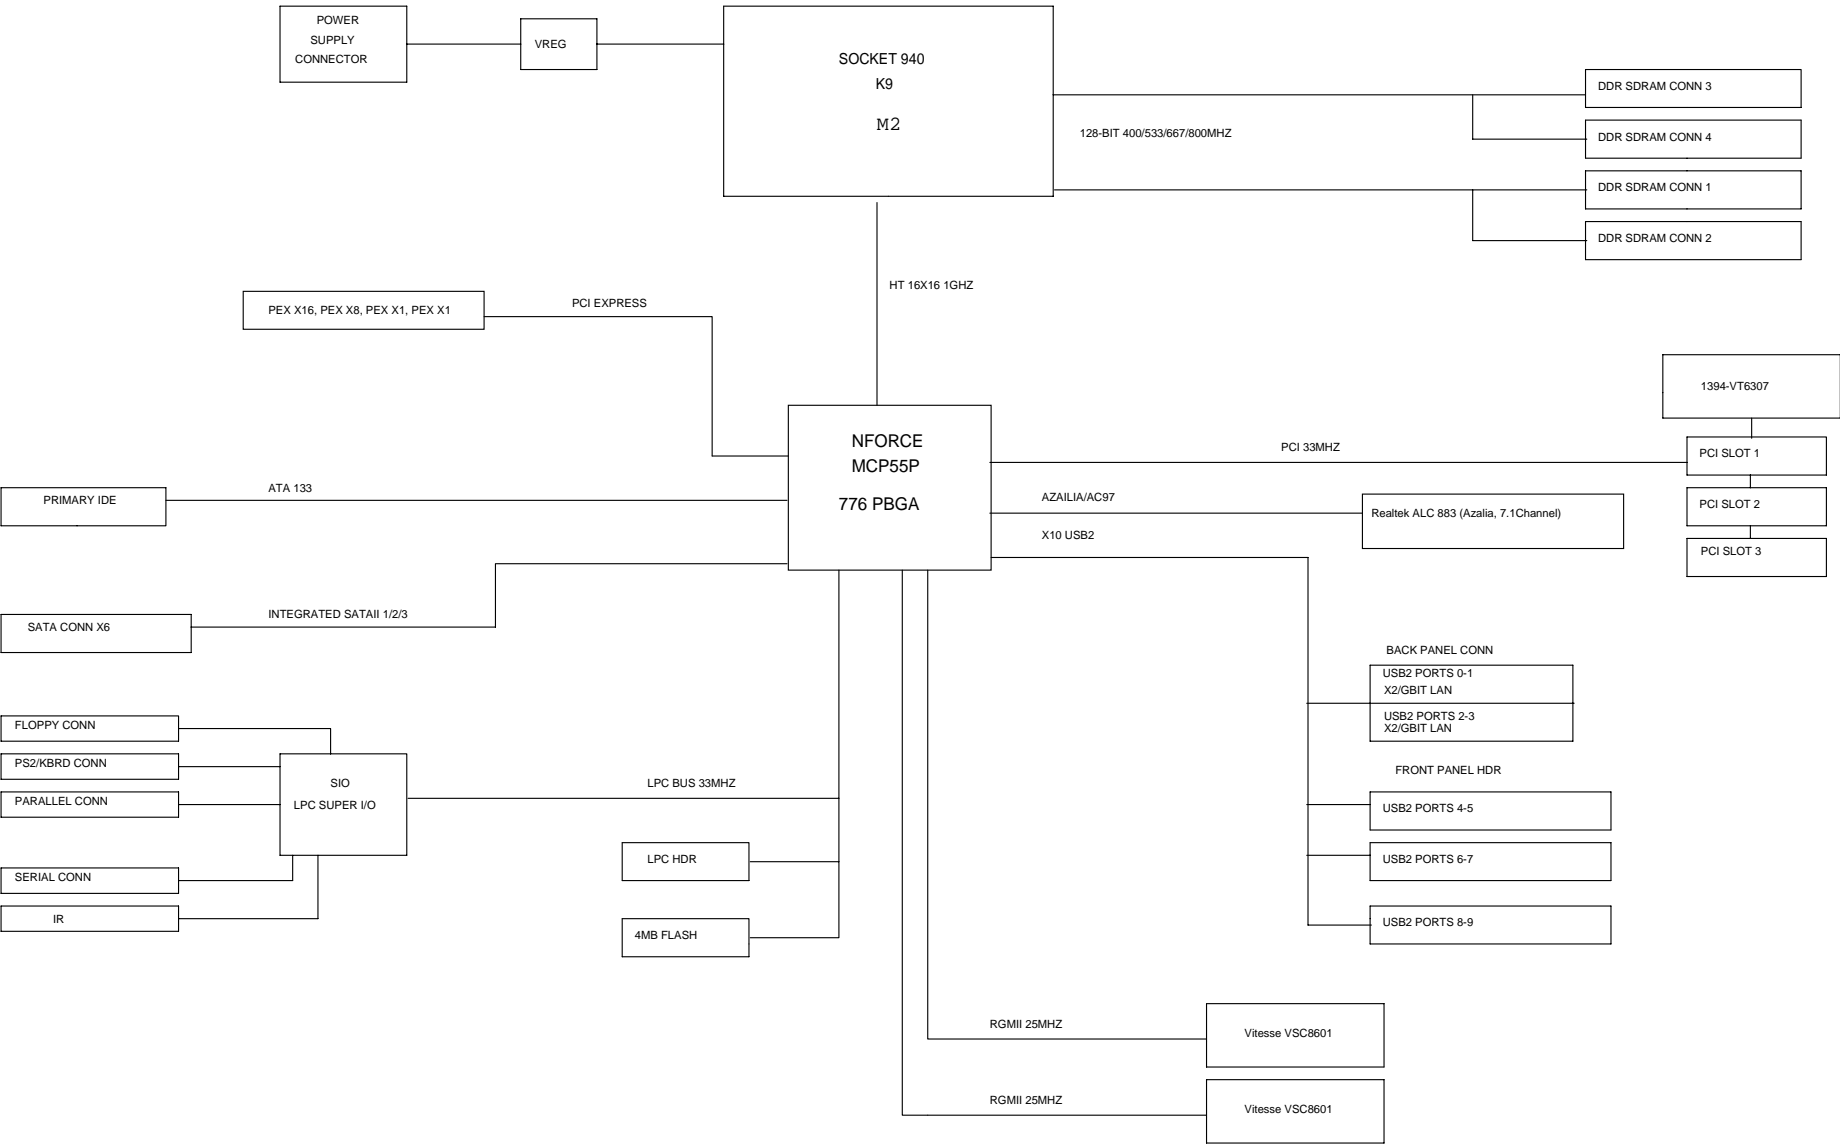 POWER
SUPPLY
CONNECTOR
VREG
SOCKET 940
K9
M2
DDR SDRAM CONN 3
128-BIT 400/533/667/800MHZ
DDR SDRAM CONN 4
DDR SDRAM CONN 1
DDR SDRAM CONN 2
HT 16X16 1GHZ
PEX X16, PEX X8, PEX X1, PEX X1
PCI EXPRESS
1394-VT6307
NFORCE
MCP55P
776 PBGA
PCI 33MHZ
PCI SLOT 1
PRIMARY IDE
ATA 133
AZAILIA/AC97
Realtek ALC 883 (Azalia, 7.1Channel)
PCI SLOT 2
X10 USB2
PCI SLOT 3
SATA CONN X6
INTEGRATED SATAII 1/2/3
BACK PANEL CONN
USB2 PORTS 0-1
X2/GBIT LAN
USB2 PORTS 2-3
X2/GBIT LAN
FLOPPY CONN
PS2/KBRD CONN
PARALLEL CONN
SIO
LPC SUPER I/O
LPC BUS 33MHZ
FRONT PANEL HDR
USB2 PORTS 4-5
LPC HDR
USB2 PORTS 6-7
SERIAL CONN
IR
4MB FLASH
USB2 PORTS 8-9
RGMII 25MHZ
Vitesse VSC8601
RGMII 25MHZ
Vitesse VSC8601